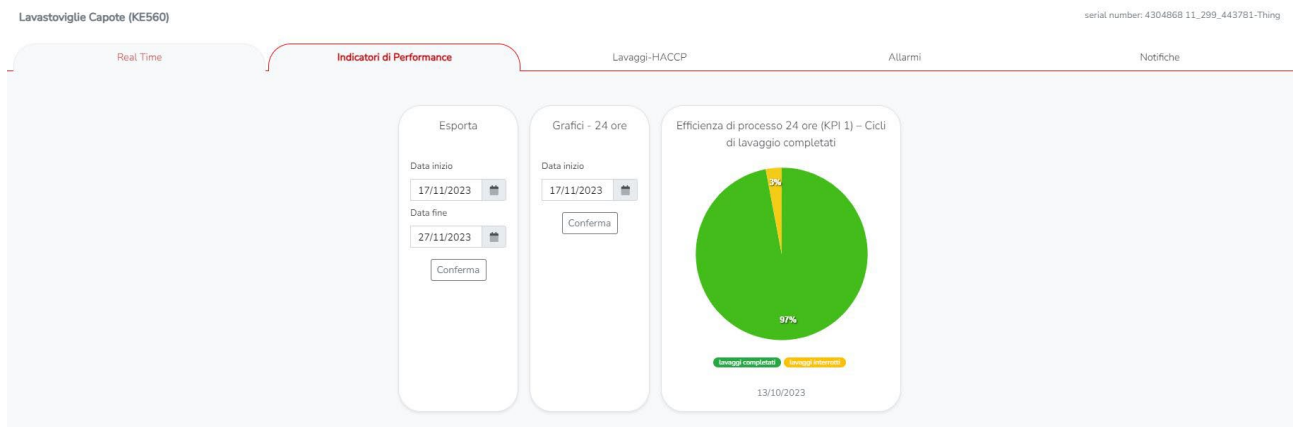 Lavastoviglie Capote (KE560)
serial number: 4304868 11_299_443781-Thing
Real Time
Indicatori di Performance
Lavaggi-HACCP
Allarmi
Notifiche
Esporta
Data inizio
17/11/2023
Data fine
27/11/2023
Conferma
Grafici - 24 ore
Data inizio
17/11/2023
Conferma
Efficienza di processo 24 ore (KPI 1) – Cicli
di lavaggio completati
3%
97%
lavaggi completati
lavaggi interrotti
13/10/2023